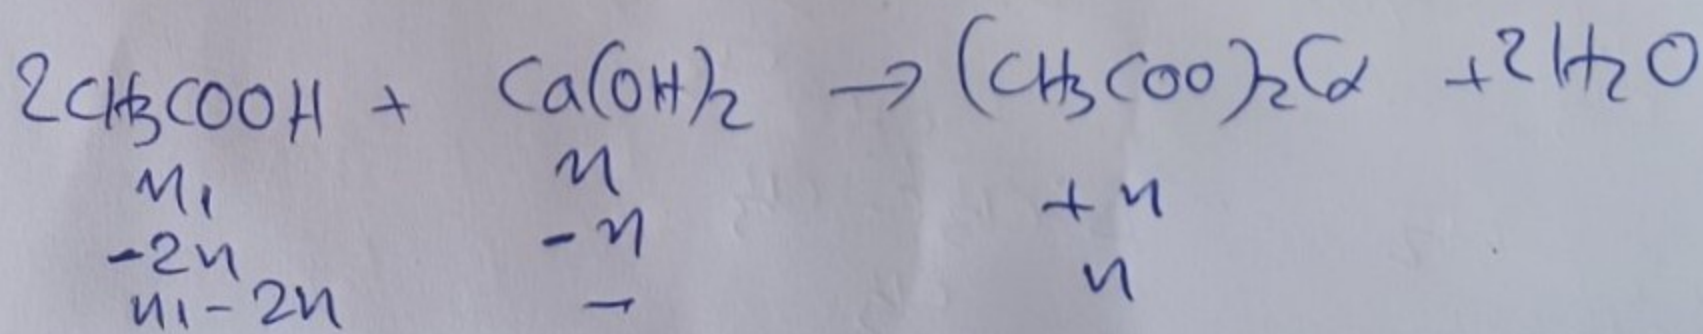 2CH3COOH + Ca(OH)2 → (CH3COO)2Ca + 2H2O
n1 n + n
-2n - n n
n1 - 2n -